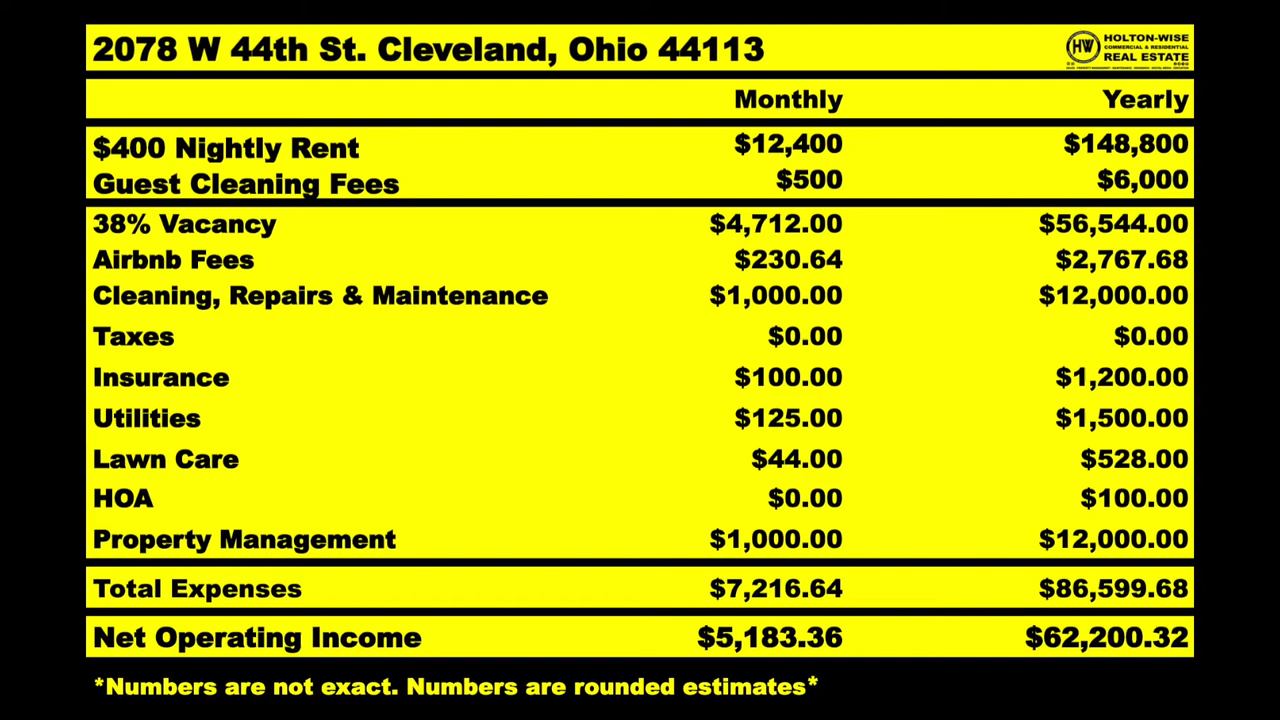 2078 W 44th St. Cleveland, Ohio 44113
HW
HOLTON-WISE
COMMERCIAL & RESIDENTIAL
REAL ESTATE
Monthly Yearly
$400 Nightly Rent $12,400 $148,800
Guest Cleaning Fees $500 $6,000
38% Vacancy $4,712.00 $56,544.00
Airbnb Fees $230.64 $2,767.68
Cleaning, Repairs & Maintenance $1,000.00 $12,000.00
Taxes $0.00 $0.00
Insurance $100.00 $1,200.00
Utilities $125.00 $1,500.00
Lawn Care $44.00 $528.00
HOA $0.00 $100.00
Property Management $1,000.00 $12,000.00
Total Expenses $7,216.64 $86,599.68
Net Operating Income $5,183.36 $62,200.32
*Numbers are not exact. Numbers are rounded estimates*